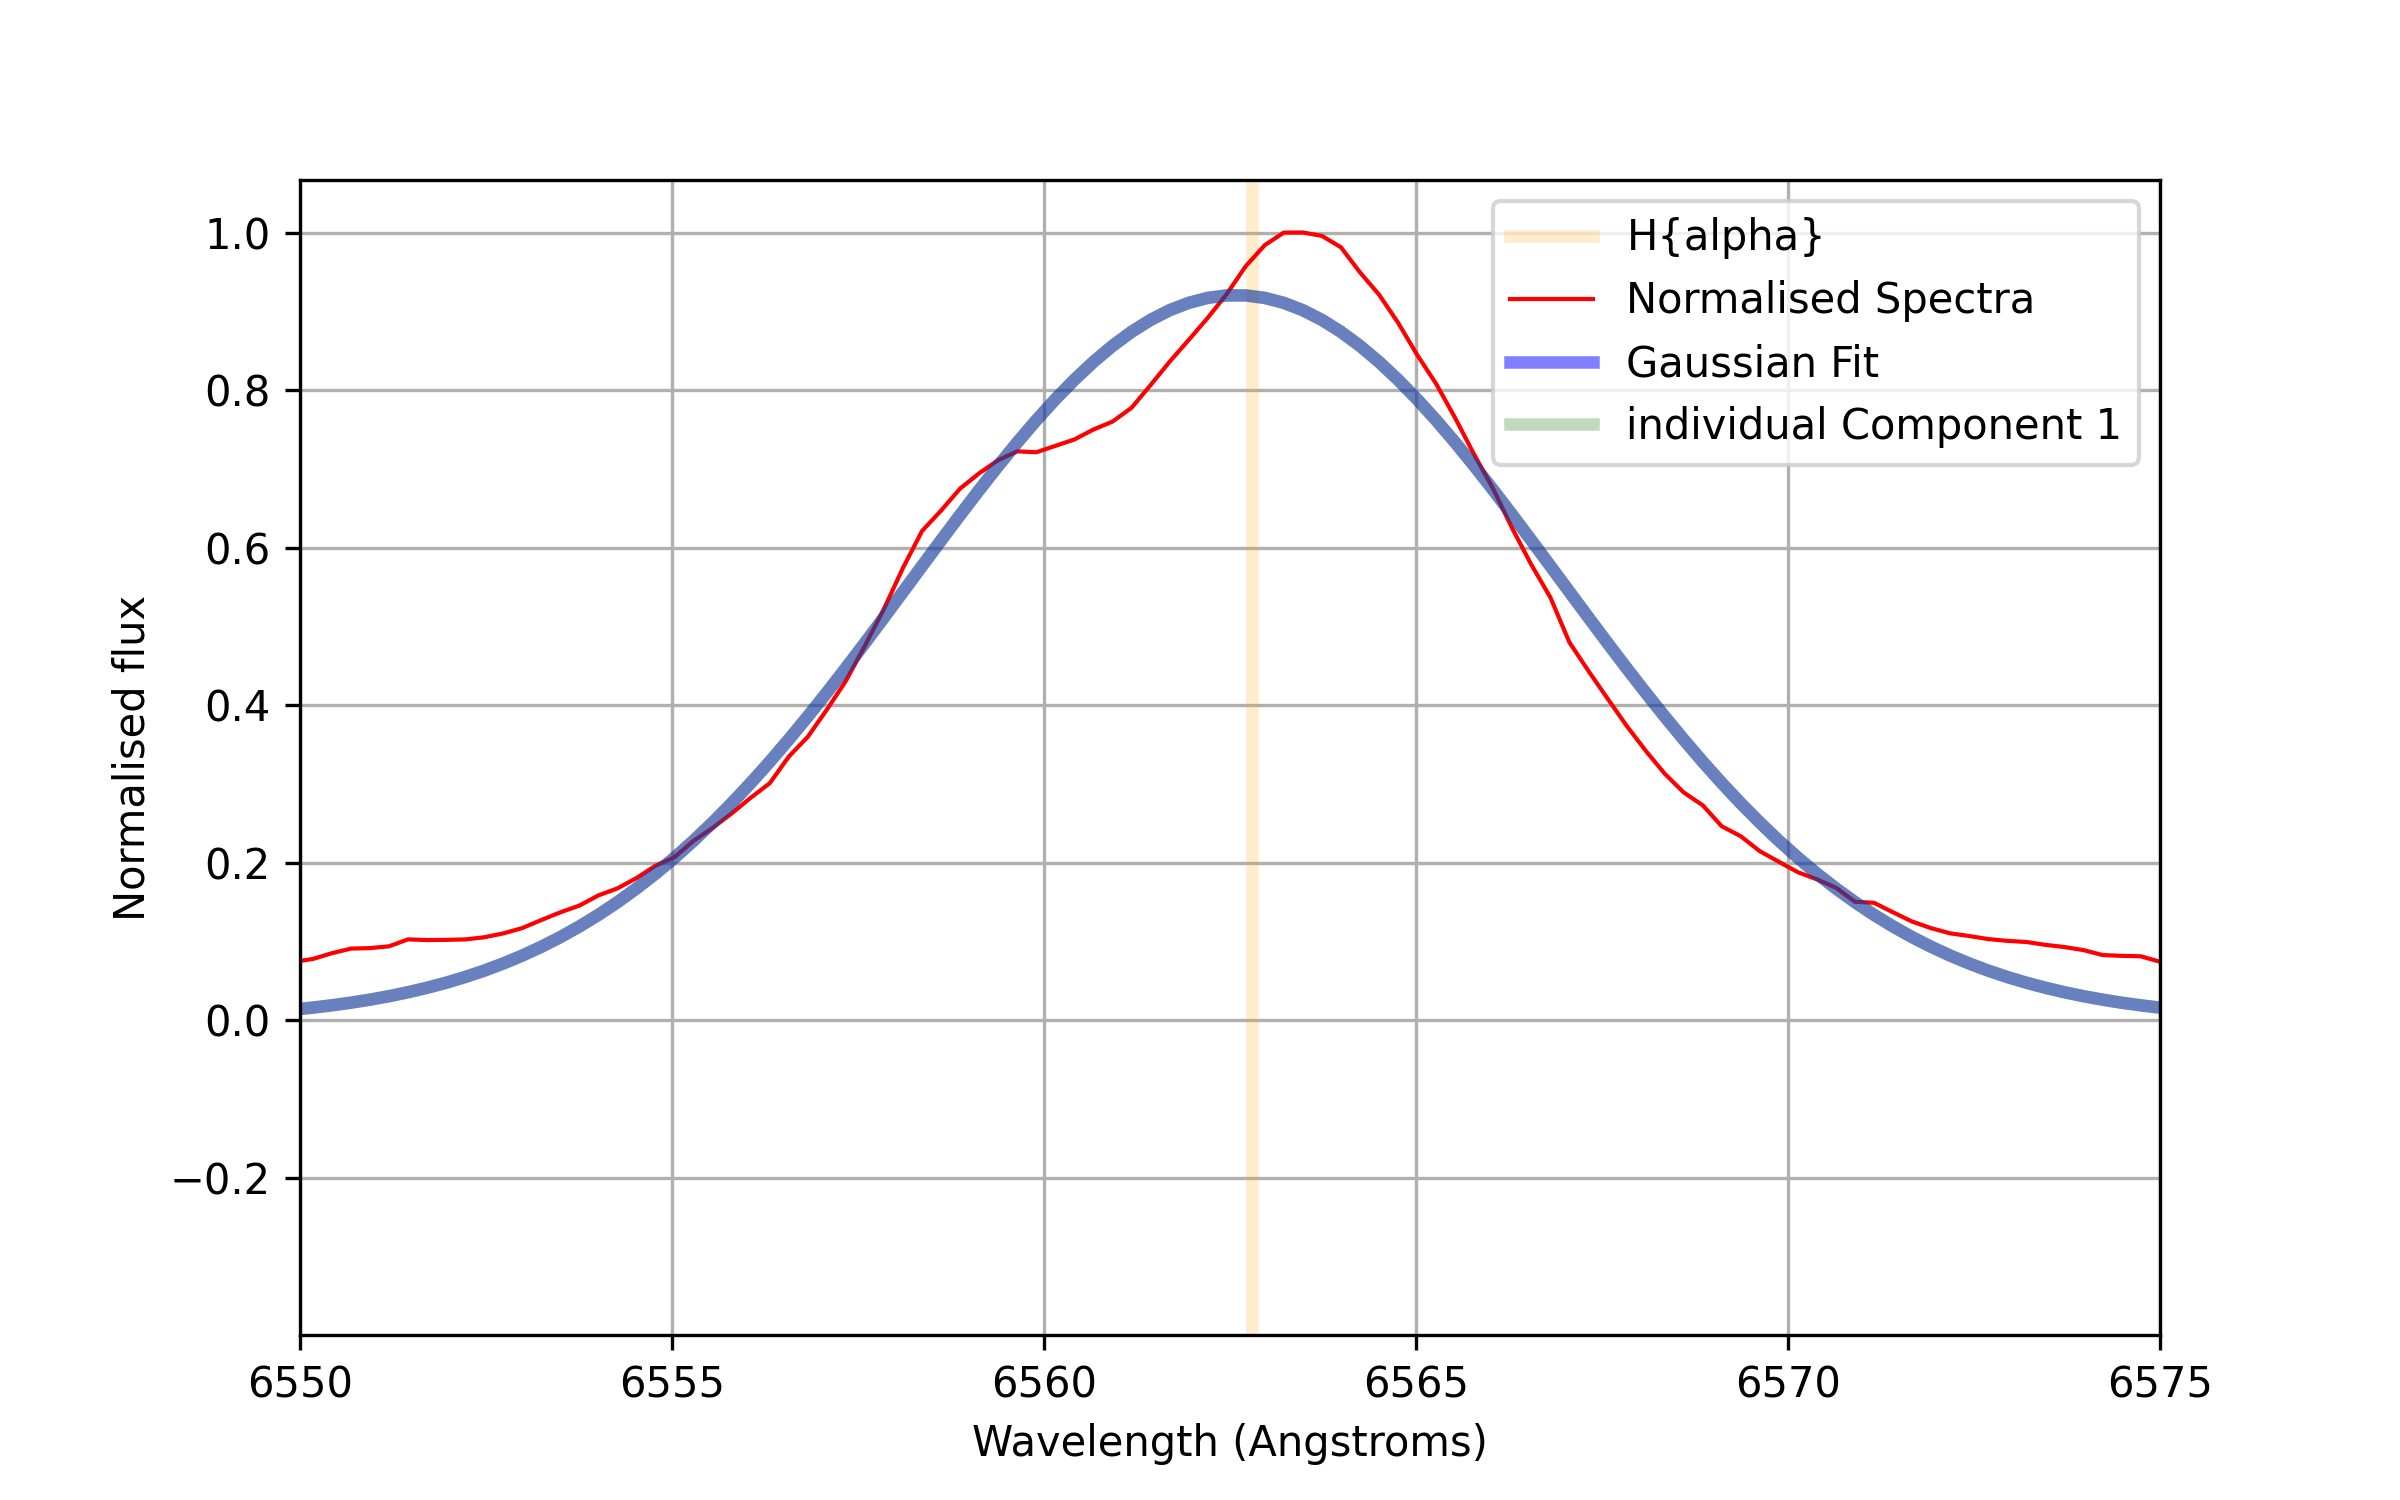 H{alpha}
Normalised Spectra
Gaussian Fit
individual Component 1
1.0
0.8
0.6
0.4
0.2
0.0
−0.2
Normalised flux
6550 6555 6560 6565 6570 6575
Wavelength (Angstroms)